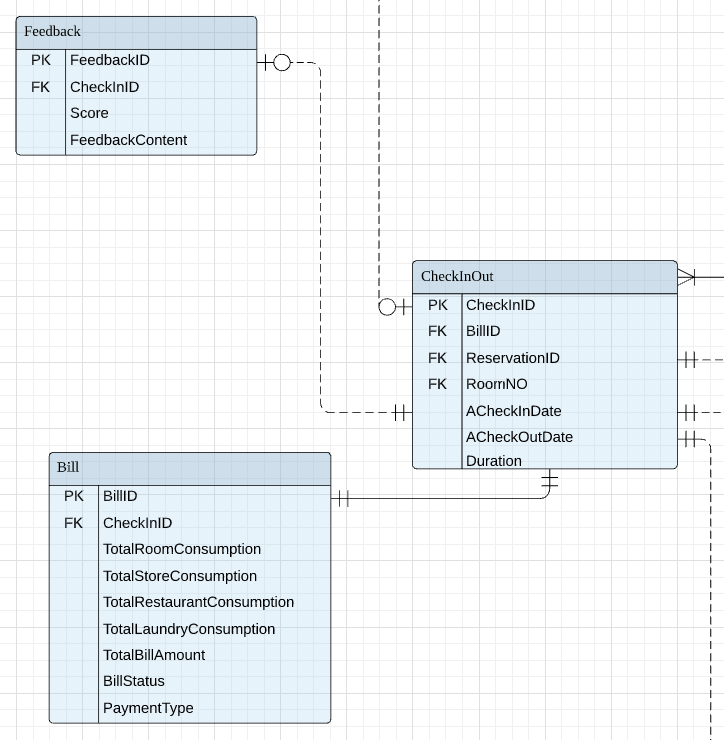 Feedback
PK FeedbackID
FK CheckInID
Score
FeedbackContent
CheckInOut
PK CheckInID
FK BillID
FK ReservationID
FK RoomNO
ACheckInDate
ACheckOutDate
Duration
Bill
PK BillID
FK CheckInID
TotalRoomConsumption
TotalStoreConsumption
TotalRestaurantConsumption
TotalLaundryConsumption
TotalBillAmount
BillStatus
PaymentType